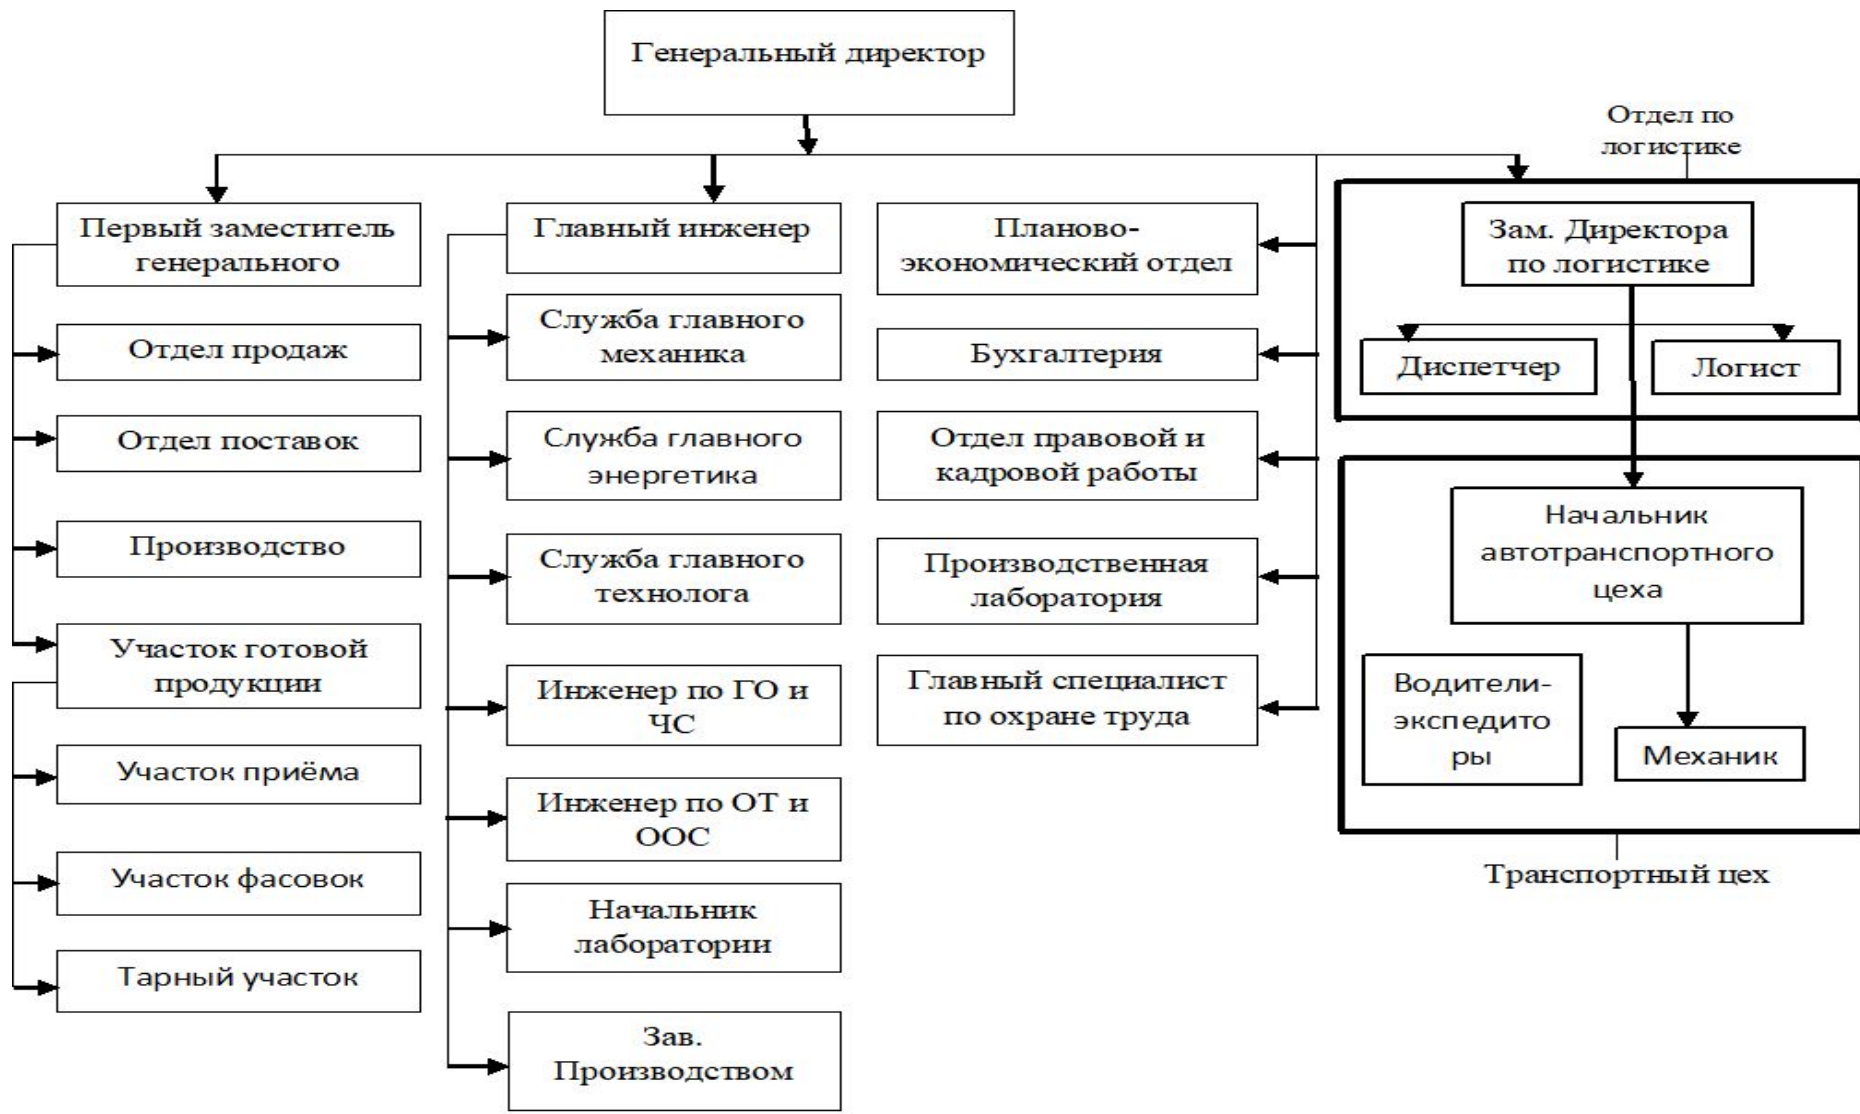 Генеральный директор
Отдел по
логистике
Первый заместитель
генерального
Отдел продаж
Отдел поставок
Производство
Участок готовой
продукции
Участок приёма
Участок фасовок
Тарный участок
Главный инженер
Служба главного
механика
Служба главного
энергетика
Служба главного
технолога
Инженер по ГО и
ЧС
Инженер по ОТ и
ООС
Начальник
лаборатории
Зав.
Производством
Планово-
экономический отдел
Бухгалтерия
Отдел правовой и
кадровой работы
Производственная
лаборатория
Главный специалист
по охране труда
Зам. Директора
по логистике
Диспетчер
Логист
Начальник
автотранспортного
цеха
Водители-
экспедито
ры
Механик
Транспортный цех